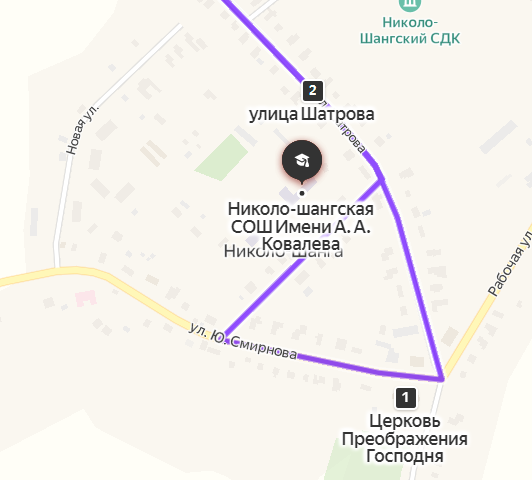 Николо-
Шангский СДК
2
улица Шатрова
ул. Шатрова
Новая ул.
Николо-шангская
СОШ Имени А. А.
Ковалева
Николо-Шанга
Рабочая ул.
ул. Ю. Смирнова
1
Церковь
Преображения
Господня